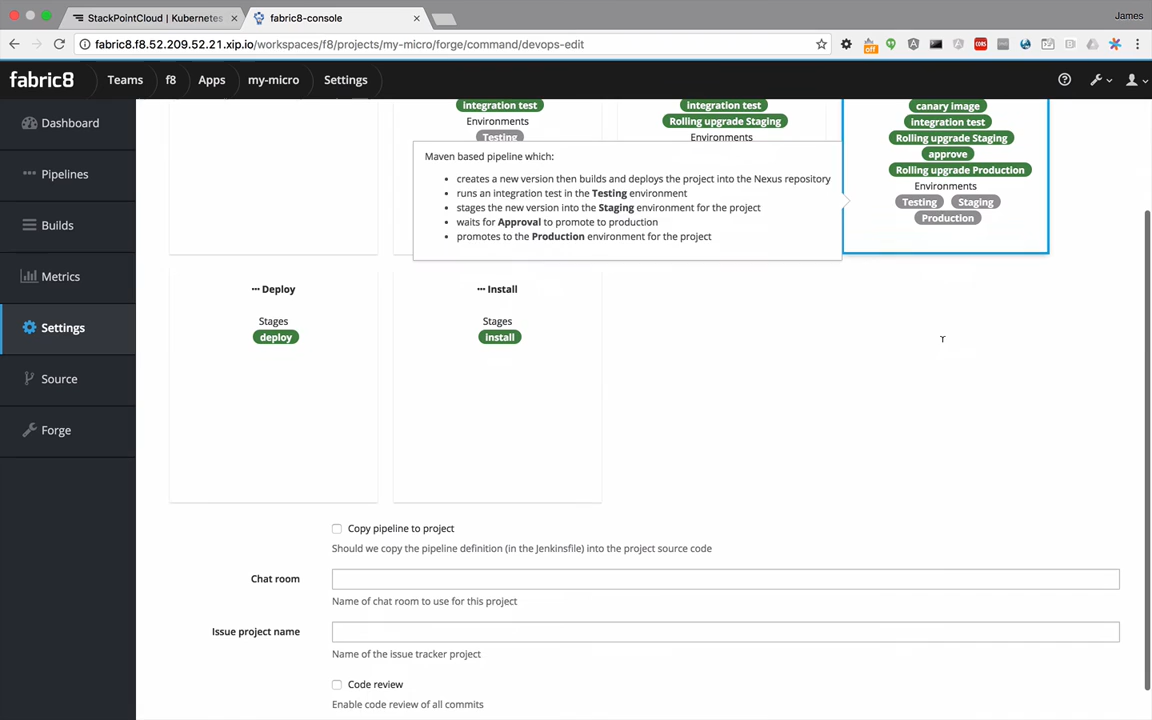 StackPointCloud | Kubernetes
fabric8-console
James
fabric8.f8.52.209.52.21.xip.io/workspaces/f8/projects/my-micro/forge/command/devops-edit
off
CORS
fabric8
Teams
f8
Apps
my-micro
Settings
Dashboard
Pipelines
Builds
Metrics
Settings
Source
Forge
integration test
Environments
Testing
integration test
Rolling upgrade Staging
Environments
canary image
integration test
Rolling upgrade Staging
approve
Rolling upgrade Production
Environments
Testing Staging
Production
Maven based pipeline which:
• creates a new version then builds and deploys the project into the Nexus repository
• runs an integration test in the Testing environment
• stages the new version into the Staging environment for the project
• waits for Approval to promote to production
• promotes to the Production environment for the project
Deploy
Stages
deploy
Install
Stages
install
Copy pipeline to project
Should we copy the pipeline definition (in the Jenkinsfile) into the project source code
Chat room
Name of chat room to use for this project
Issue project name
Name of the issue tracker project
Code review
Enable code review of all commits